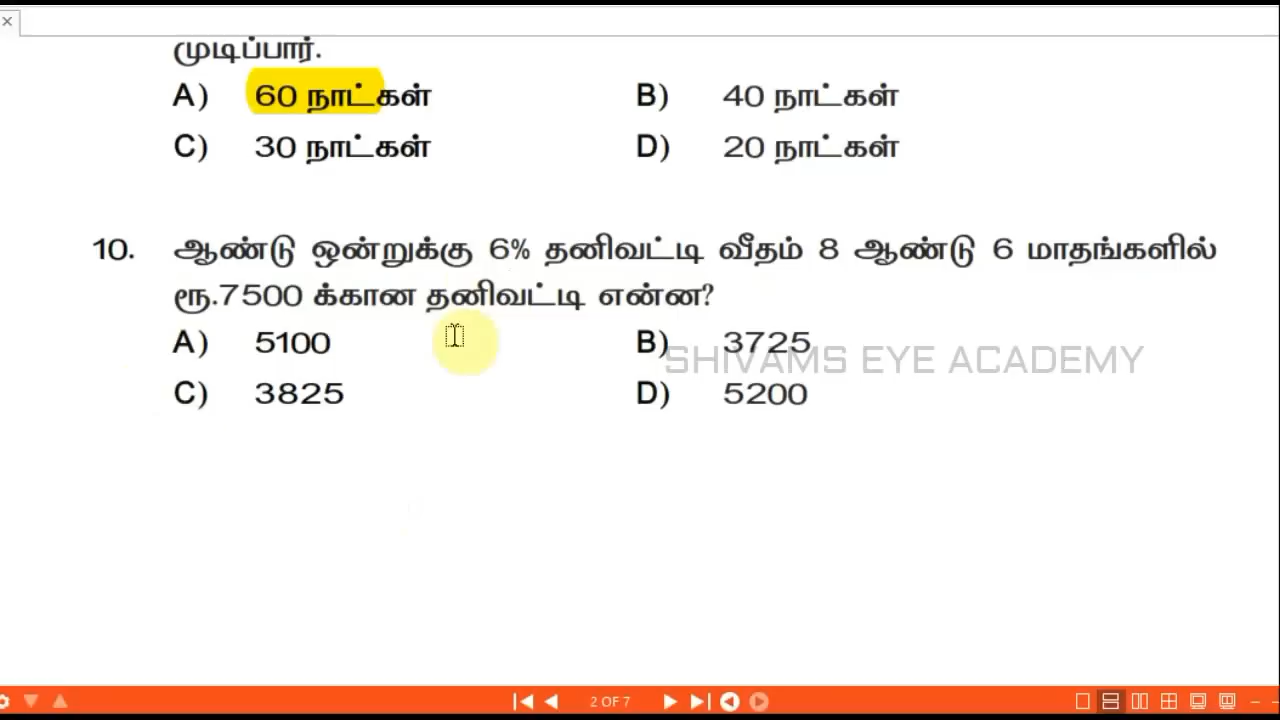 முடிப்பார்.
A) 60 நாட்கள் B) 40 நாட்கள்
C) 30 நாட்கள் D) 20 நாட்கள்
10. ஆண்டு ஒன்றுக்கு 6% தனிவட்டி வீதம் 8 ஆண்டு 6 மாதங்களில்
ரூ.7500 க்கான தனிவட்டி என்ன?
A) 5100 B) 3725
SHIVAMS EYE ACADEMY
C) 3825 D) 5200
2 OF 7